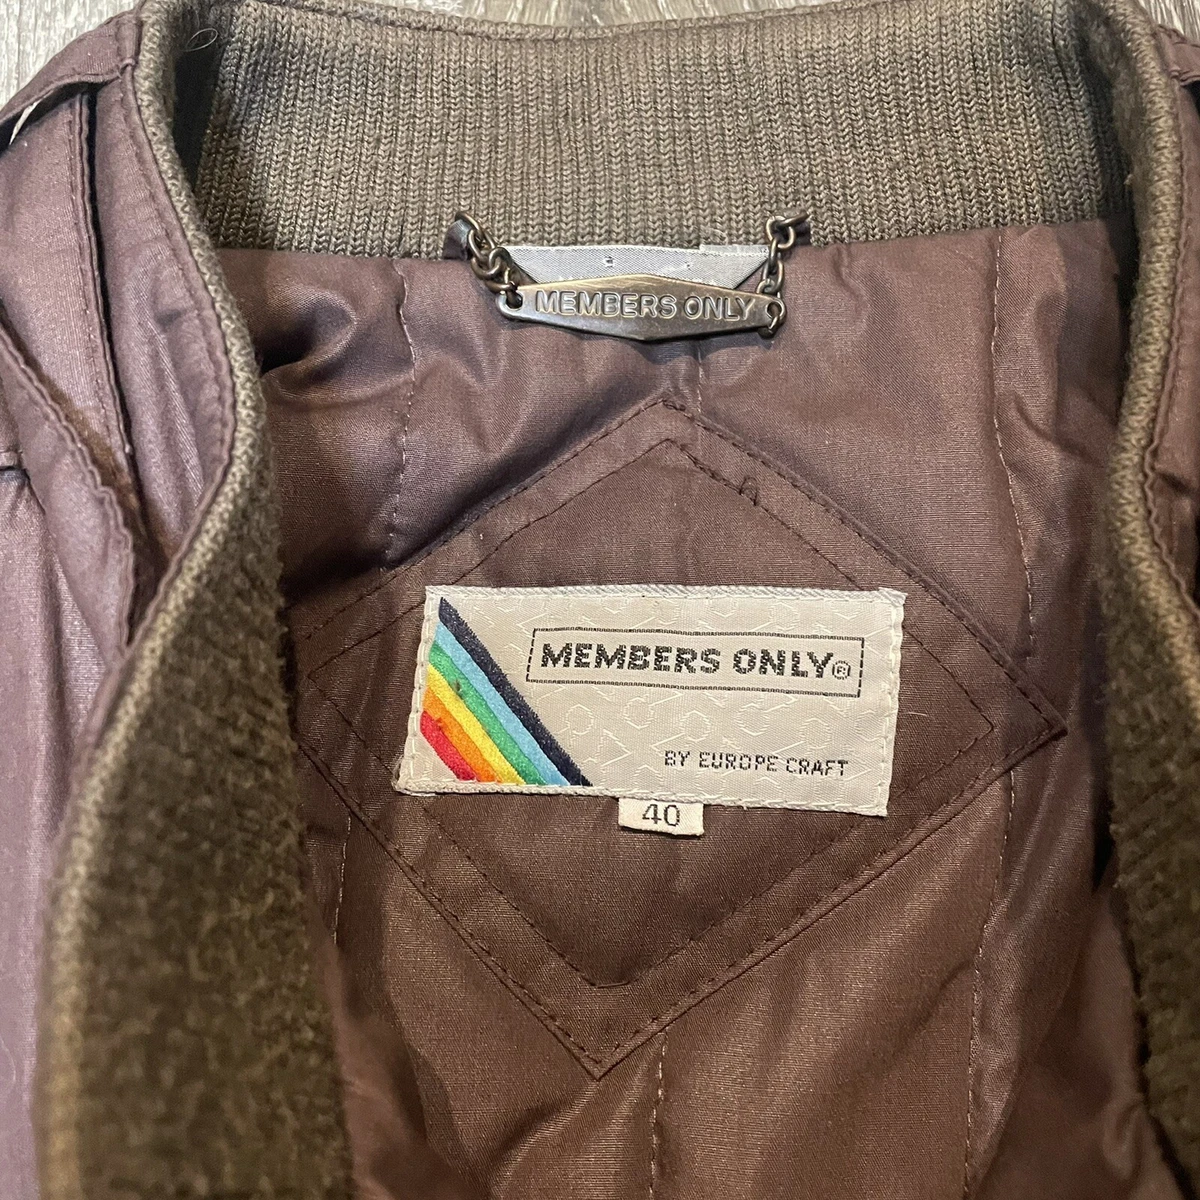 MEMBERS ONLY
MEMBERS ONLY®
BY EUROPE CRAFT
40